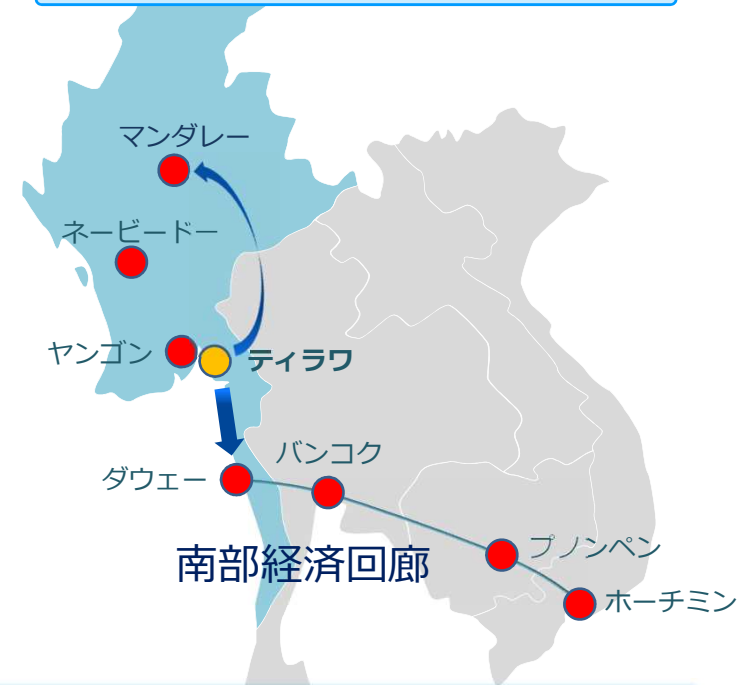 マンダレー
ネーピードー
ヤンゴン
ティラワ
バンコク
ダウェー
南部経済回廊
プノンペン
ホーチミン